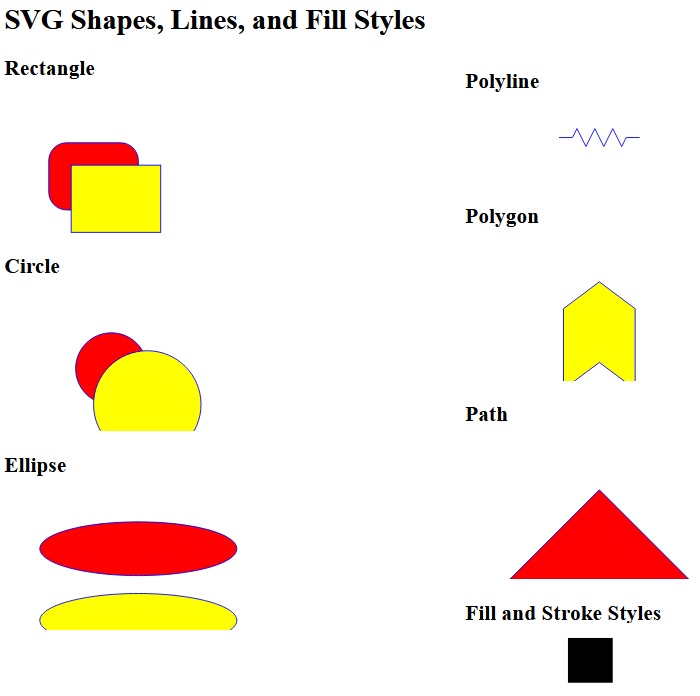 SVG Shapes, Lines, and Fill Styles
Rectangle
Circle
Ellipse
Polyline
Polygon
Path
Fill and Stroke Styles